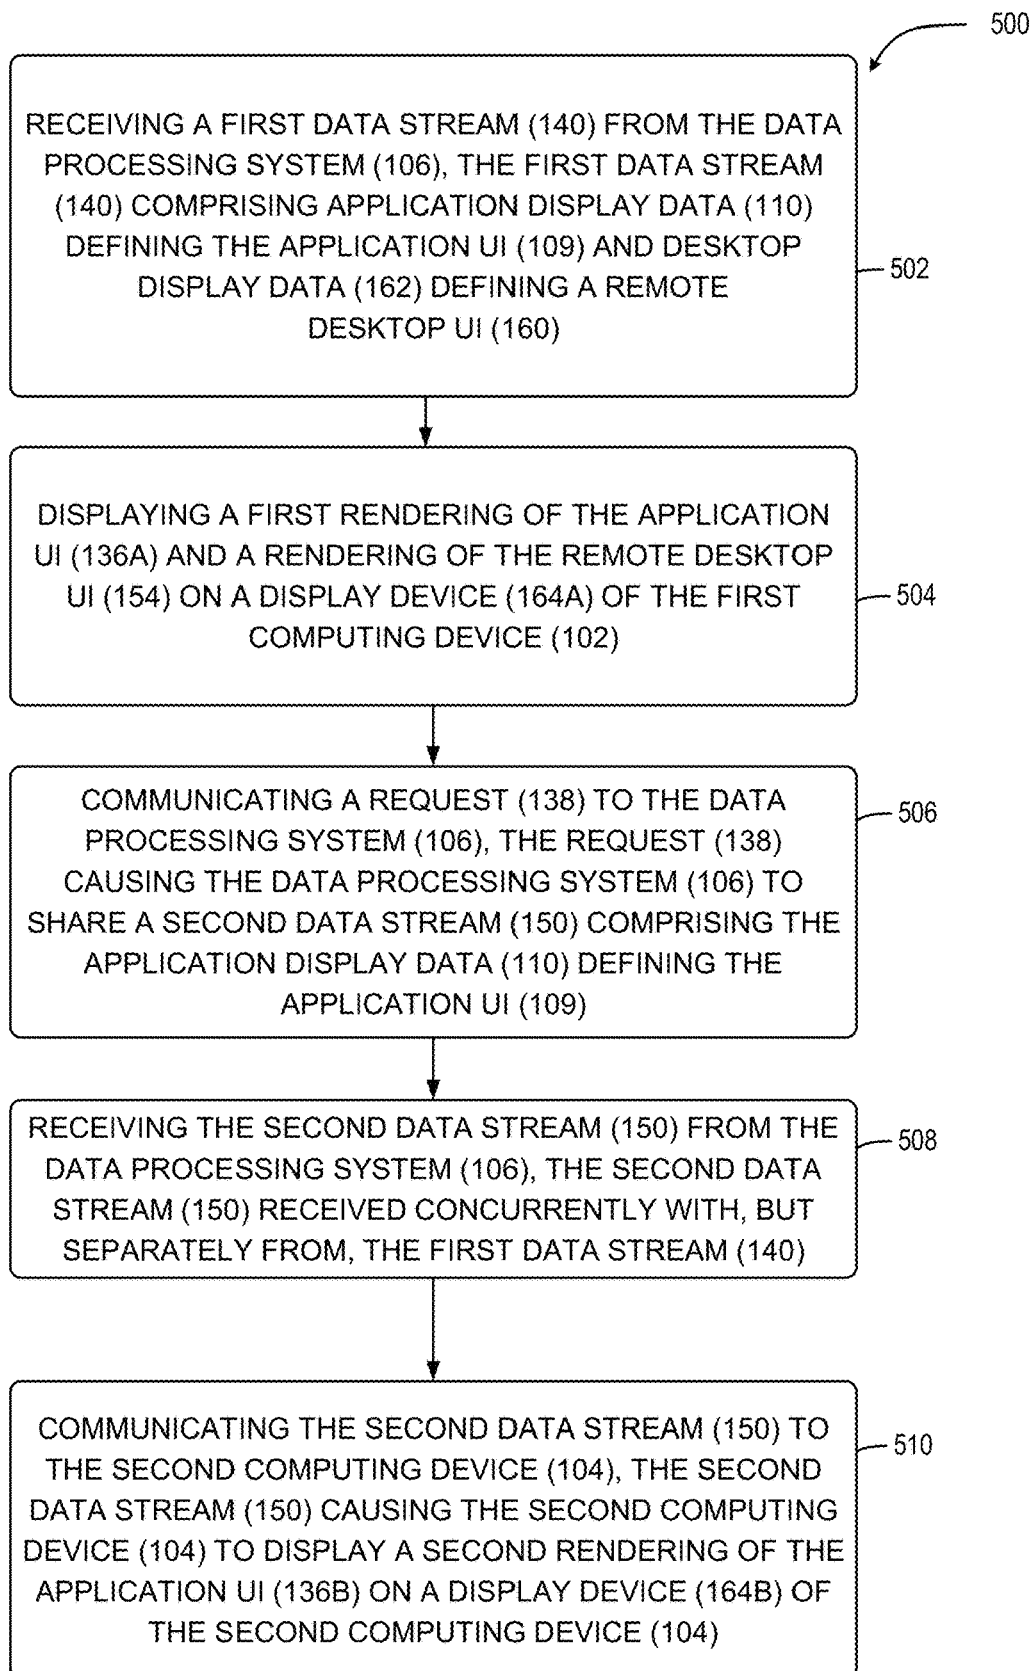 500
RECEIVING A FIRST DATA STREAM (140) FROM THE DATA
PROCESSING SYSTEM (106), THE FIRST DATA STREAM
(140) COMPRISING APPLICATION DISPLAY DATA (110)
DEFINING THE APPLICATION UI (109) AND DESKTOP
DISPLAY DATA (162) DEFINING A REMOTE
DESKTOP UI (160)
502
DISPLAYING A FIRST RENDERING OF THE APPLICATION
UI (136A) AND A RENDERING OF THE REMOTE DESKTOP
UI (154) ON A DISPLAY DEVICE (164A) OF THE FIRST
COMPUTING DEVICE (102)
504
COMMUNICATING A REQUEST (138) TO THE DATA
PROCESSING SYSTEM (106), THE REQUEST (138)
CAUSING THE DATA PROCESSING SYSTEM (106) TO
SHARE A SECOND DATA STREAM (150) COMPRISING THE
APPLICATION DISPLAY DATA (110) DEFINING THE
APPLICATION UI (109)
506
RECEIVING THE SECOND DATA STREAM (150) FROM THE
DATA PROCESSING SYSTEM (106), THE SECOND DATA
STREAM (150) RECEIVED CONCURRENTLY WITH, BUT
SEPARATELY FROM, THE FIRST DATA STREAM (140)
508
COMMUNICATING THE SECOND DATA STREAM (150) TO
THE SECOND COMPUTING DEVICE (104), THE SECOND
DATA STREAM (150) CAUSING THE SECOND COMPUTING
DEVICE (104) TO DISPLAY A SECOND RENDERING OF THE
APPLICATION UI (136B) ON A DISPLAY DEVICE (164B) OF
THE SECOND COMPUTING DEVICE (104)
510